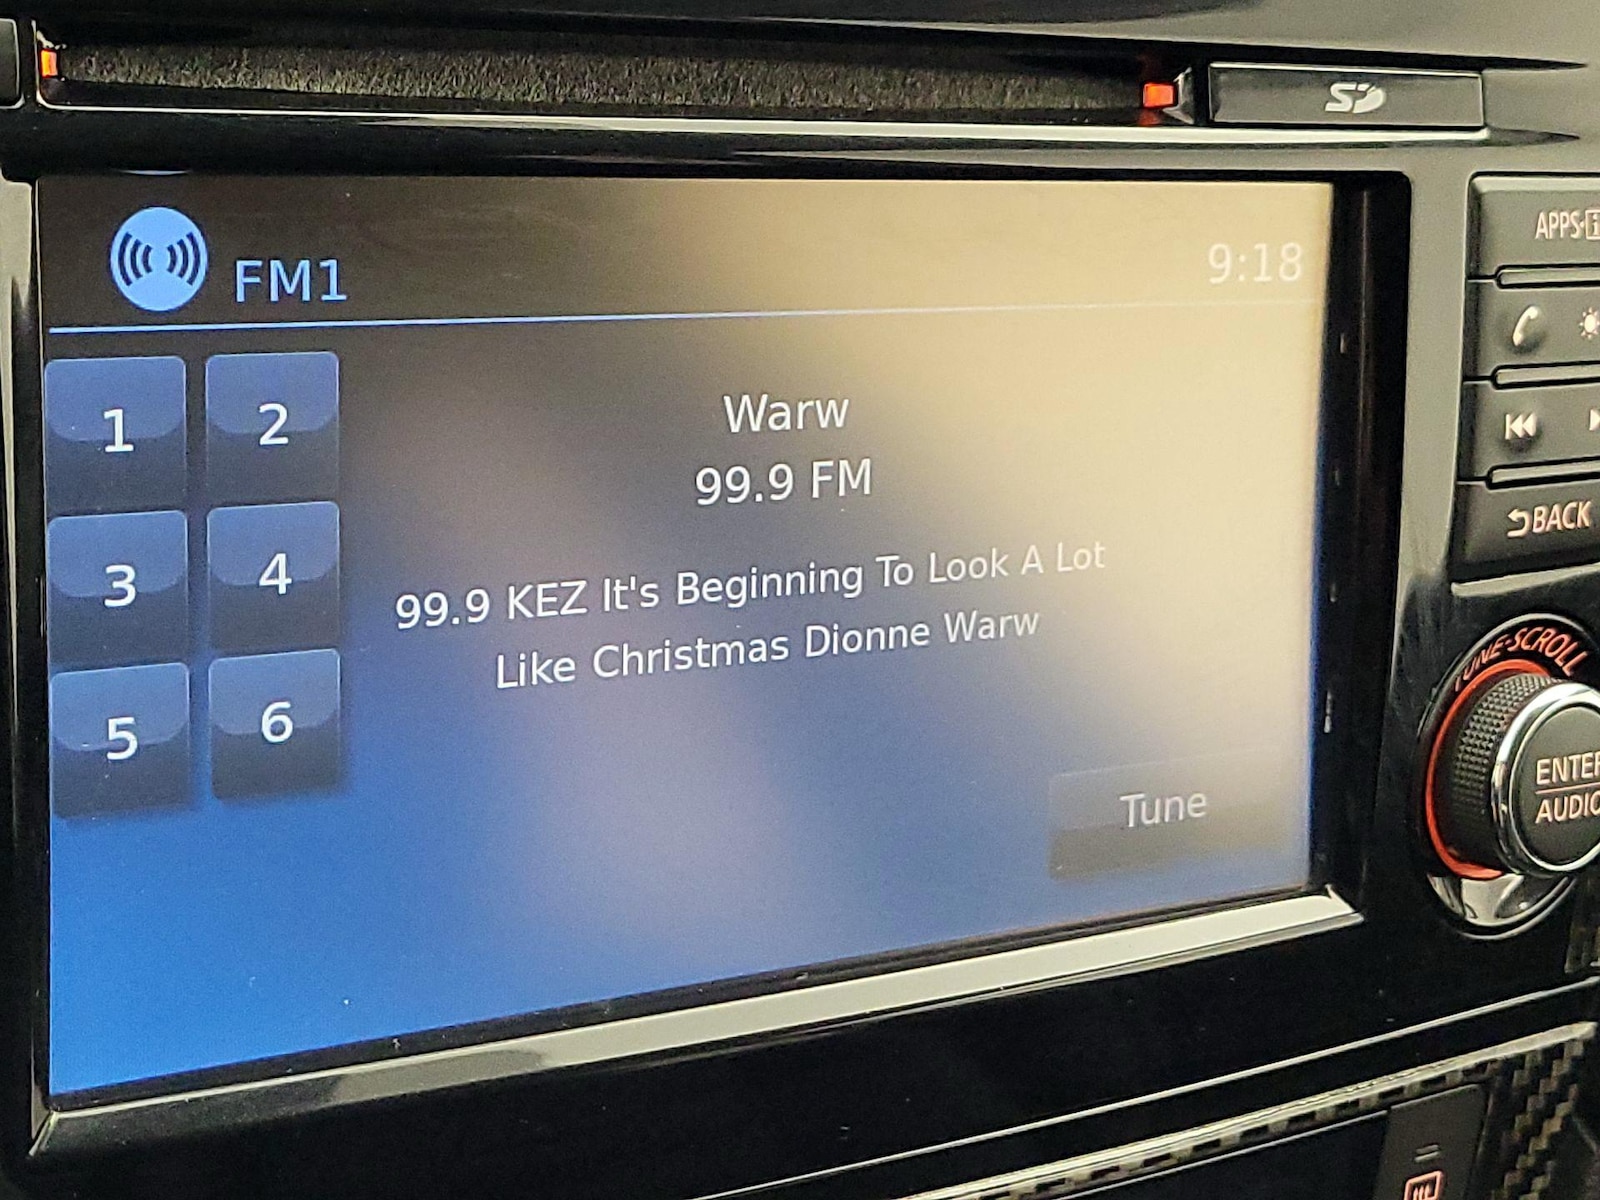 SD
FM1
9:18
1
2
3
4
5
6
Warw
99.9 FM
99.9 KEZ It's Beginning To Look A Lot
Like Christmas Dionne Warw
Tune
APPS·i
BACK
TUNE·SCROLL
ENTER
AUDIO